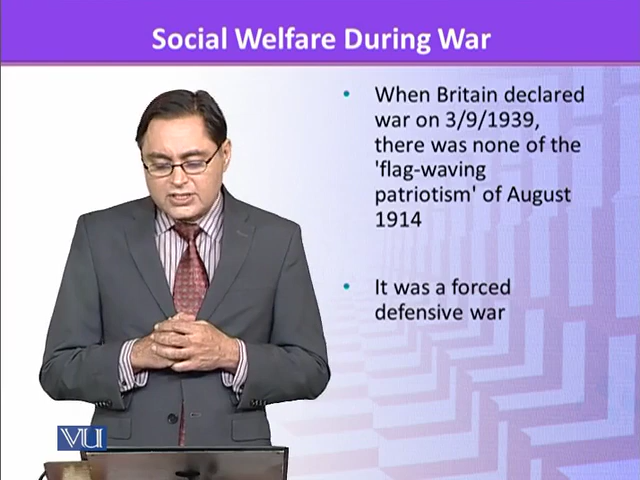 Social Welfare During War
• When Britain declared
war on 3/9/1939,
there was none of the
'flag-waving
patriotism' of August
1914
• It was a forced
defensive war
VU